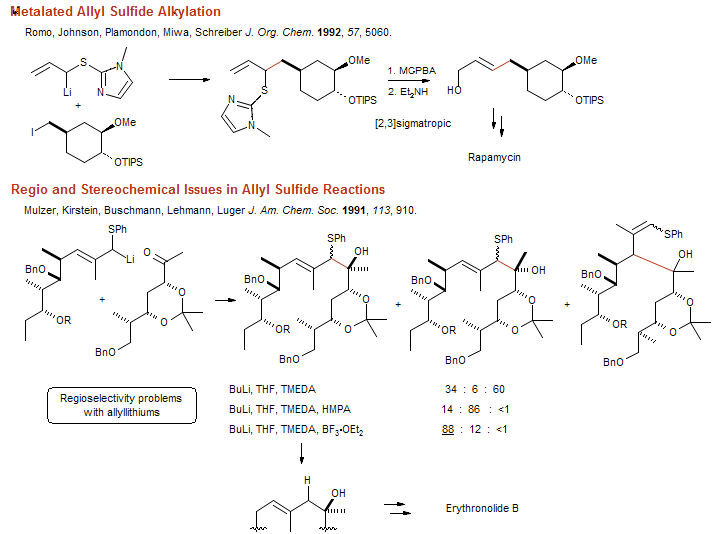 Metalated Allyl Sulfide Alkylation
Romo, Johnson, Plamondon, Miwa, Schreiber J. Org. Chem. 1992, 57, 5060.
S
N
N
Li
+
I
OMe
OTIPS
S
N
N
OMe
OTIPS
1. MCPBA
2. Et2NH
[2,3]sigmatropic
HO
OMe
OTIPS
Rapamycin
Regio and Stereochemical Issues in Allyl Sulfide Reactions
Mulzer, Kirstein, Buschmann, Lehmann, Luger J. Am. Chem. Soc. 1991, 113, 910.
SPh
Li
BnO
OR
+
O
O
O
BnO
SPh
OH
BnO
OR
O
O
BnO
+
SPh
OH
BnO
OR
O
O
BnO
+
SPh
OH
BnO
OR
O
O
BnO
Regioselectivity problems
with allyllithiums
BuLi, THF, TMEDA 34 : 6 : 60
BuLi, THF, TMEDA, HMPA 14 : 86 : <1
BuLi, THF, TMEDA, BF3•OEt2 88 : 12 : <1
H
OH
Erythronolide B